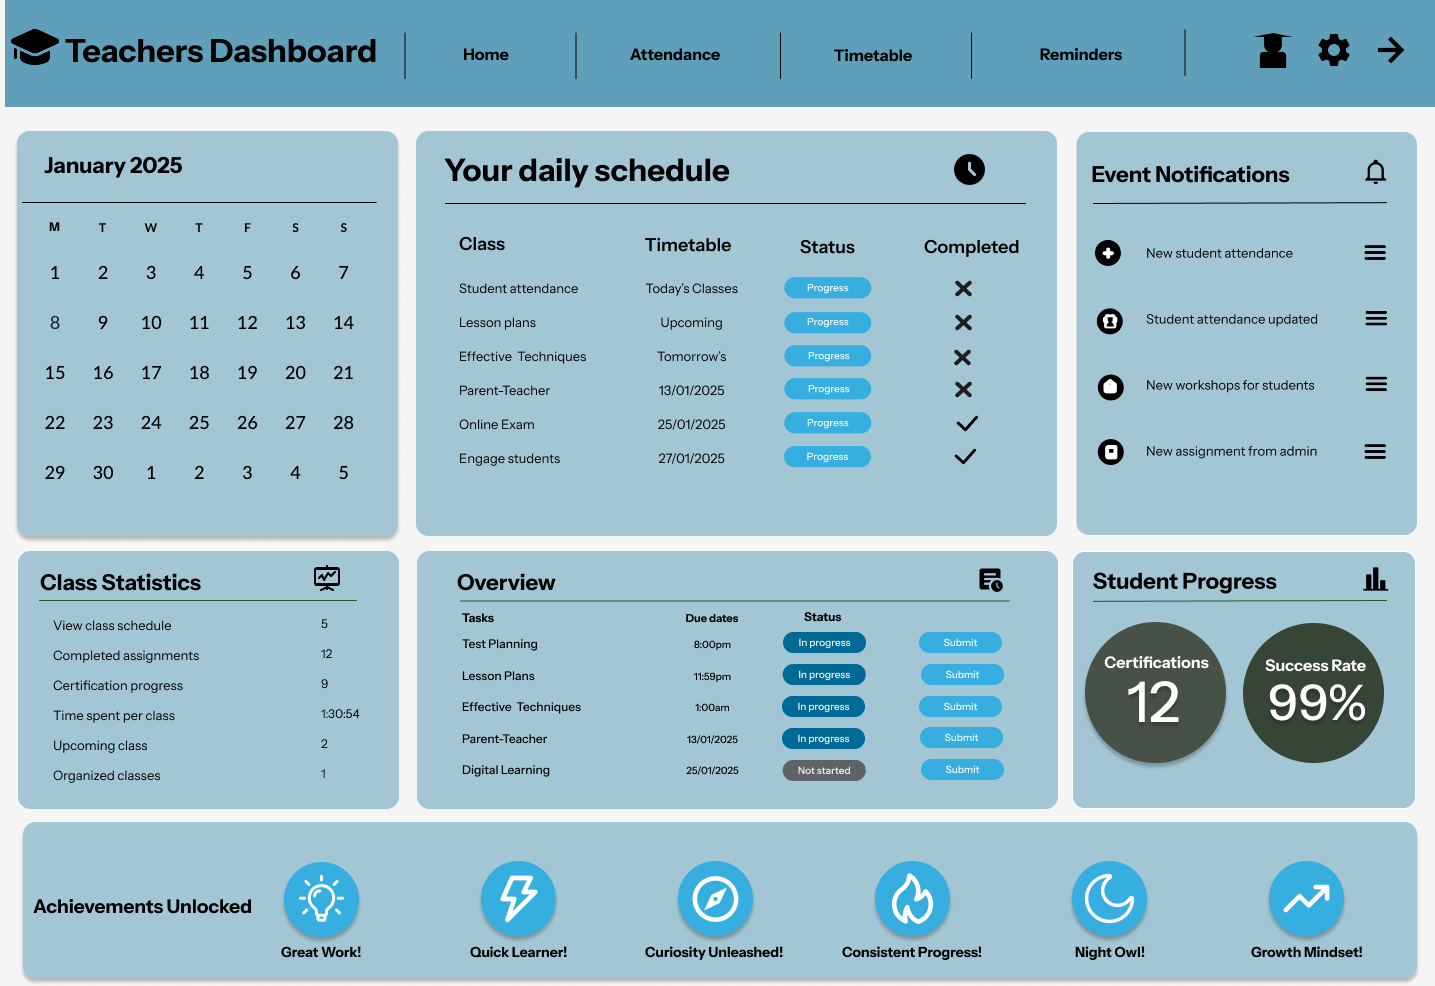 Teachers Dashboard
Home
Attendance
Timetable
Reminders
January 2025
M T W T F S S
1 2 3 4 5 6 7
8 9 10 11 12 13 14
15 16 17 18 19 20 21
22 23 24 25 26 27 28
29 30 1 2 3 4 5
Your daily schedule
Class Timetable Status Completed
Student attendance Today's Classes Progress
Lesson plans Upcoming Progress
Effective Techniques Tomorrow's Progress
Parent-Teacher 13/01/2025 Progress
Online Exam 25/01/2025 Progress
Engage students 27/01/2025 Progress
Event Notifications
New student attendance
Student attendance updated
New workshops for students
New assignment from admin
Class Statistics
View class schedule 5
Completed assignments 12
Certification progress 9
Time spent per class 1:30:54
Upcoming class 2
Organized classes 1
Overview
Tasks Due dates Status
Test Planning 8:00pm In progress Submit
Lesson Plans 11:59pm In progress Submit
Effective Techniques 1:00am In progress Submit
Parent-Teacher 13/01/2025 In progress Submit
Digital Learning 25/01/2025 Not started Submit
Student Progress
Certifications
12
Success Rate
99%
Achievements Unlocked
Great Work!
Quick Learner!
Curiosity Unleashed!
Consistent Progress!
Night Owl!
Growth Mindset!